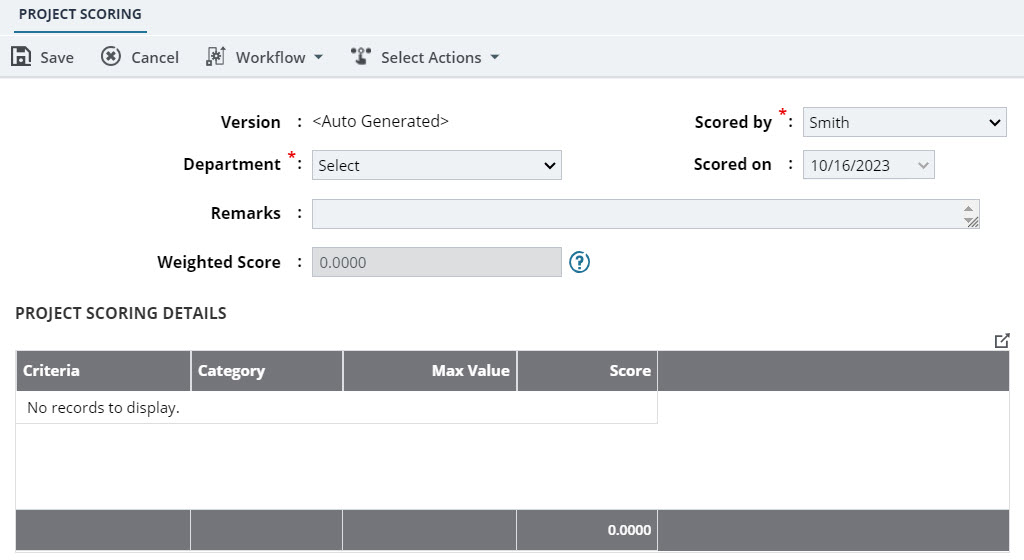 PROJECT SCORING
Save Cancel Workflow Select Actions
Version : <Auto Generated> Scored by *: Smith
Department *: Select Scored on : 10/16/2023
Remarks :
Weighted Score : 0.0000 ?
PROJECT SCORING DETAILS
Criteria Category Max Value Score
No records to display.
0.0000